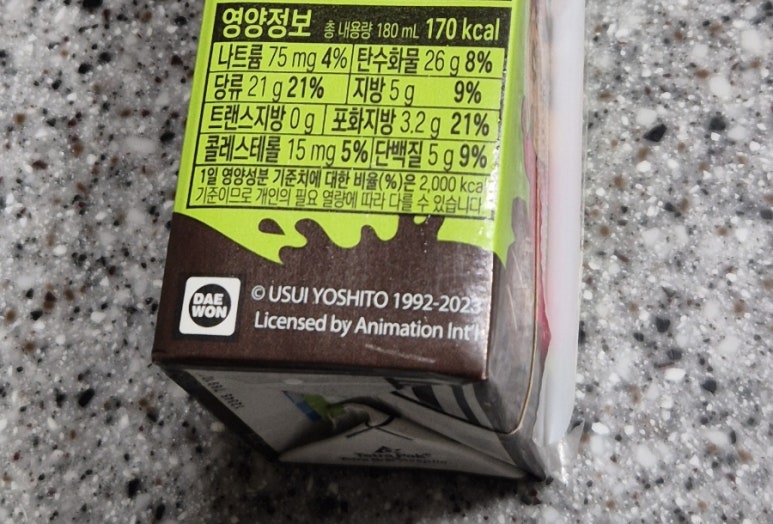 영양정보 총 내용량 180 mL 170 kcal
나트륨 75 mg 4% 탄수화물 26 g 8%
당류 21 g 21% 지방 5 g 9%
트랜스지방 0 g 포화지방 3.2 g 21%
콜레스테롤 15 mg 5% 단백질 5 g 9%
1일 영양성분 기준치에 대한 비율(%)은 2,000 kca
기준이므로 개인의 필요 열량에 따라 다를 수 있습니다
DAE
WON
© USUI YOSHITO 1992-2023
Licensed by Animation Int'l
Tetra Pak